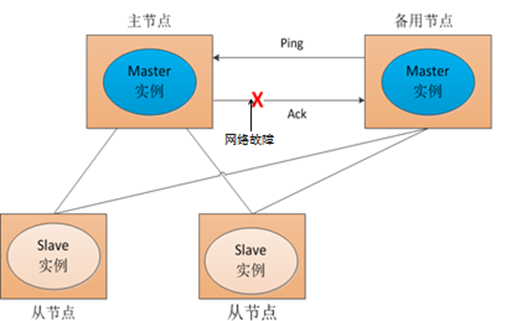 主节点
备用节点
Ping
Master
实例
Master
实例
X
Ack
网络故障
Slave
实例
Slave
实例
从节点
从节点